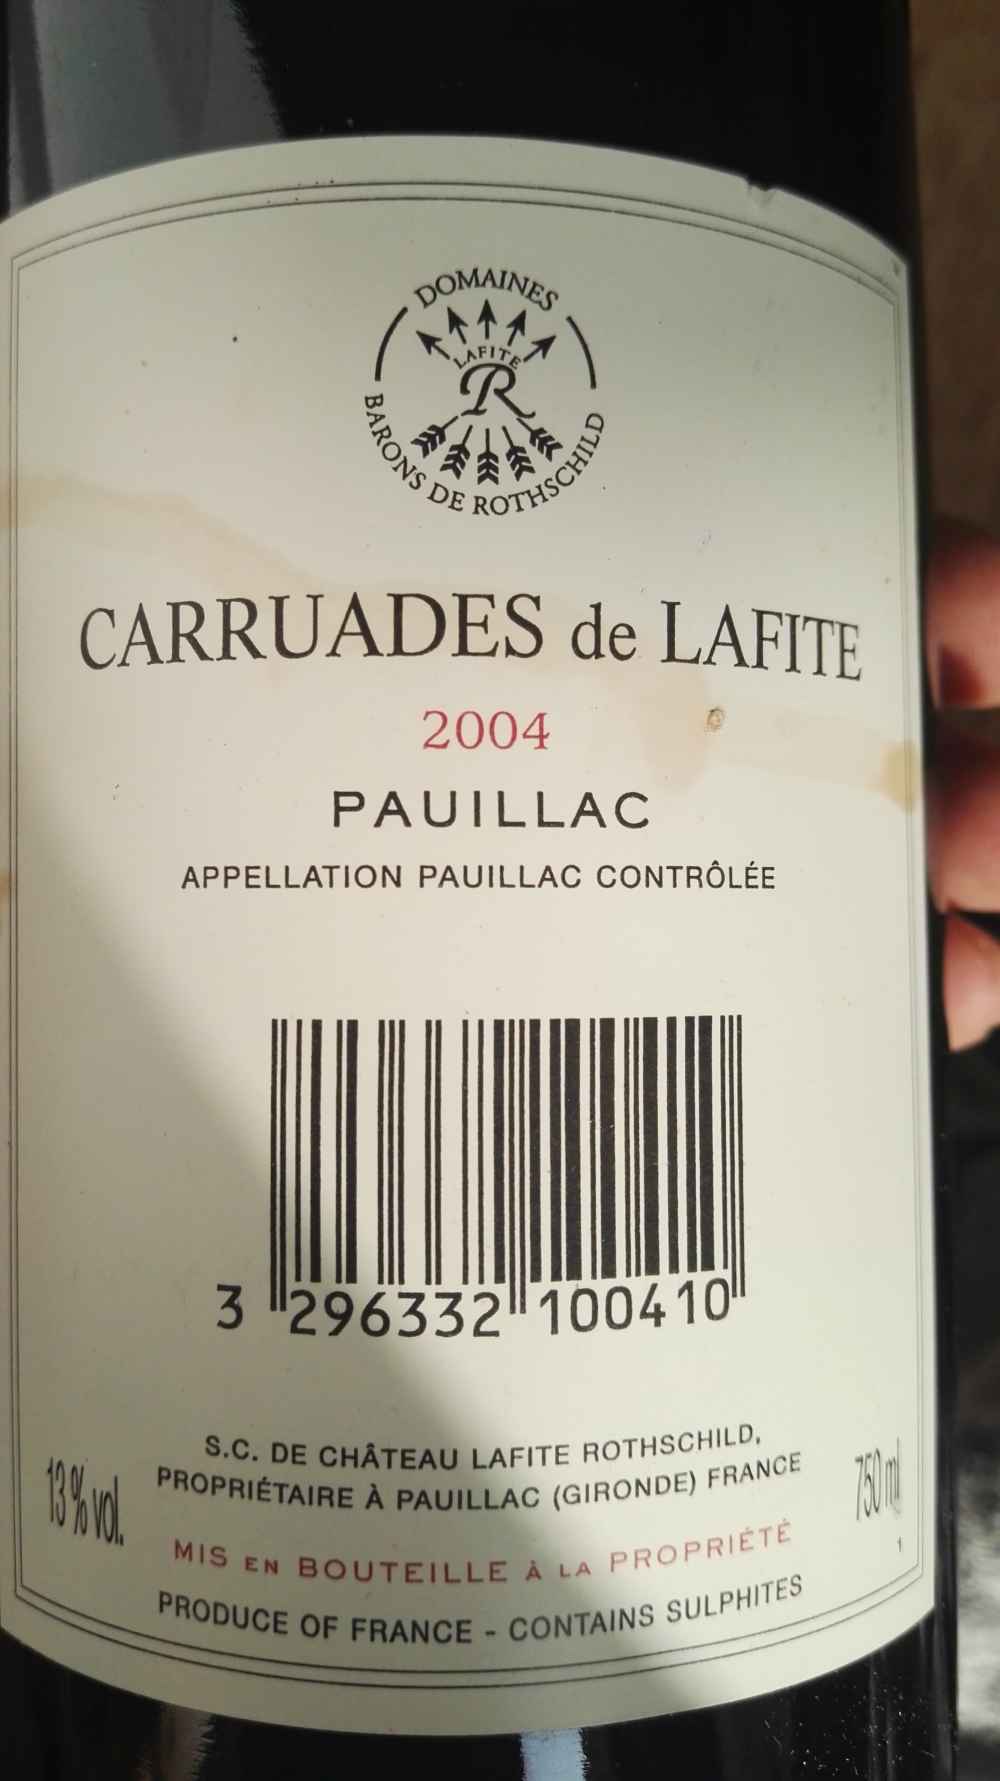 DOMAINES
LAFITE
R
BARONS DE ROTHSCHILD
CARRUADES de LAFITE
2004
PAUILLAC
APPELLATION PAUILLAC CONTRÔLÉE
3 296332 100410
S.C. DE CHÂTEAU LAFITE ROTHSCHILD,
PROPRIÉTAIRE À PAUILLAC (GIRONDE) FRANCE
13 % vol.
750 ml
MIS EN BOUTEILLE À LA PROPRIÉTÉ
1
PRODUCE OF FRANCE - CONTAINS SULPHITES